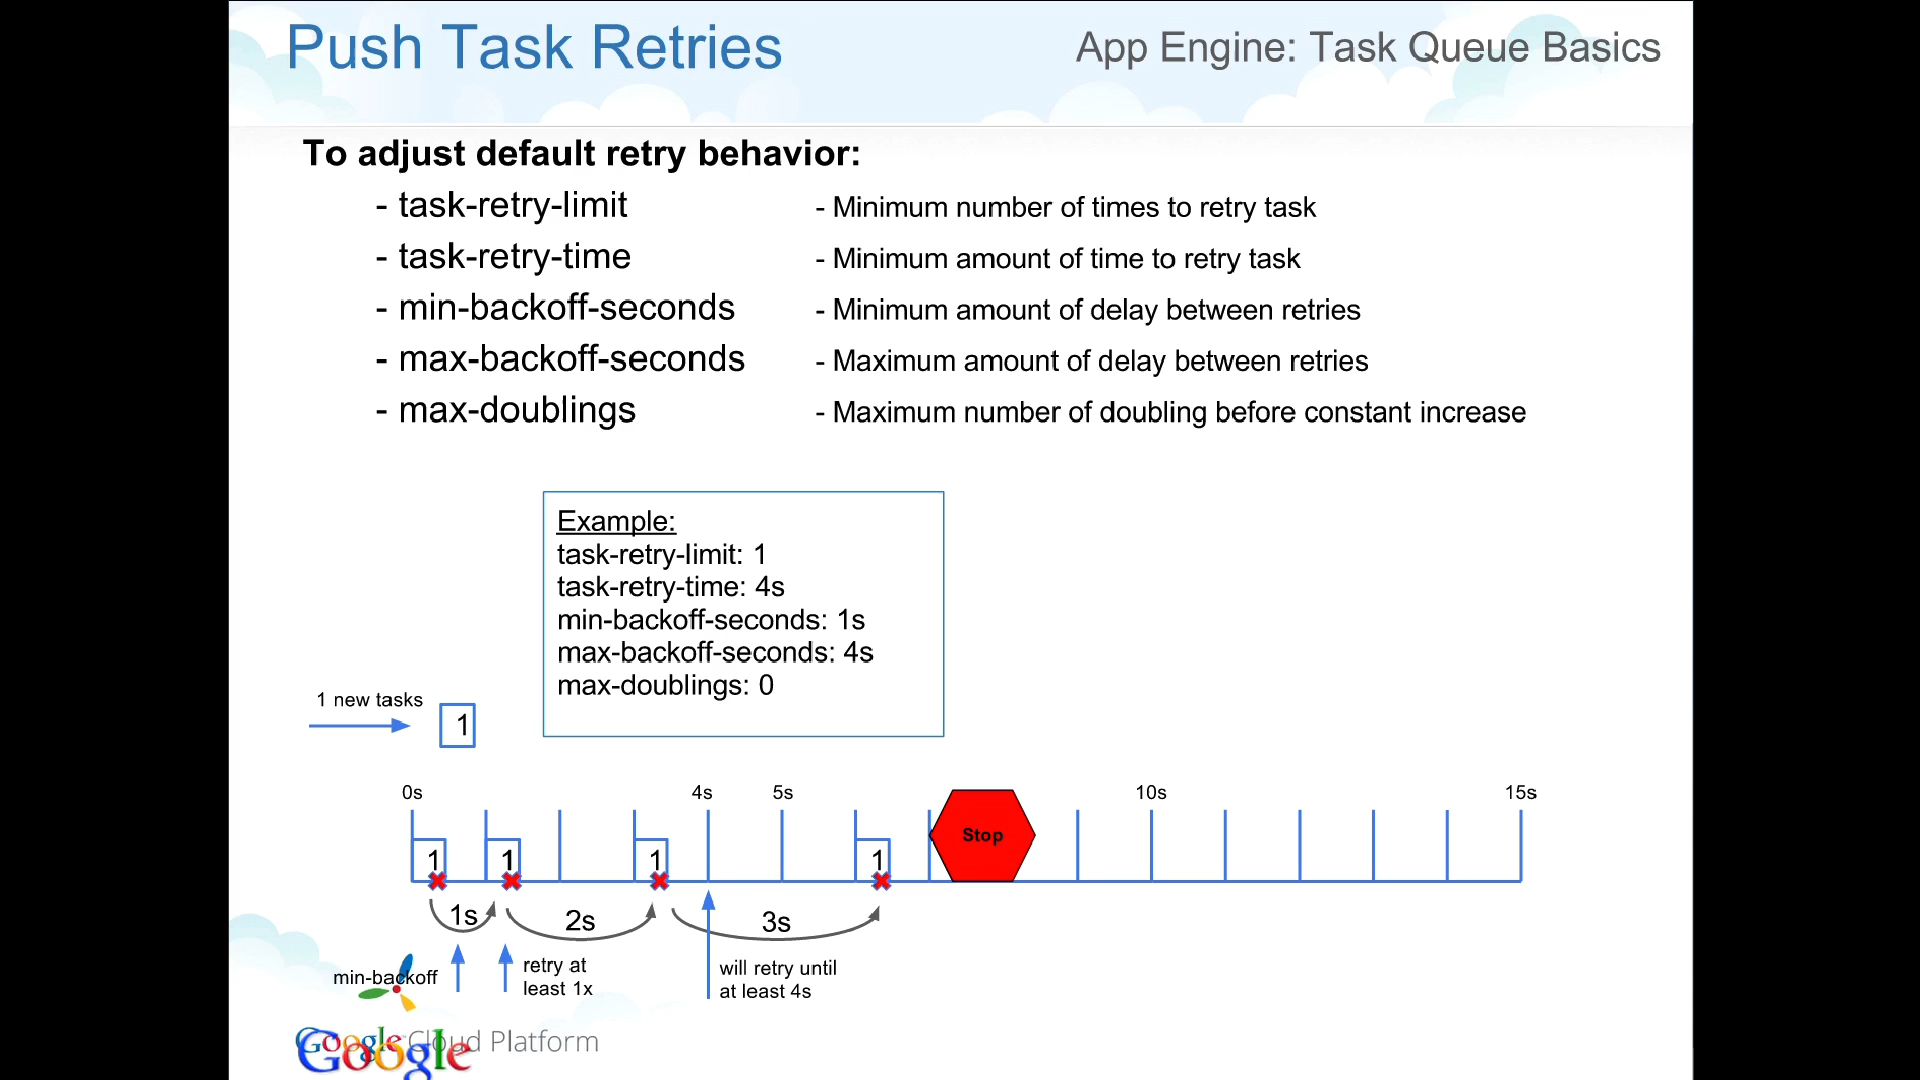 Push Task Retries
App Engine: Task Queue Basics
To adjust default retry behavior:
- task-retry-limit - Minimum number of times to retry task
- task-retry-time - Minimum amount of time to retry task
- min-backoff-seconds - Minimum amount of delay between retries
- max-backoff-seconds - Maximum amount of delay between retries
- max-doublings - Maximum number of doubling before constant increase
Example:
task-retry-limit: 1
task-retry-time: 4s
min-backoff-seconds: 1s
max-backoff-seconds: 4s
max-doublings: 0
1 new tasks
1
0s 4s 5s 10s 15s
Stop
1 1 1 1
1s 2s 3s
min-backoff
retry at
least 1x
will retry until
at least 4s
Google Cloud Platform
Google